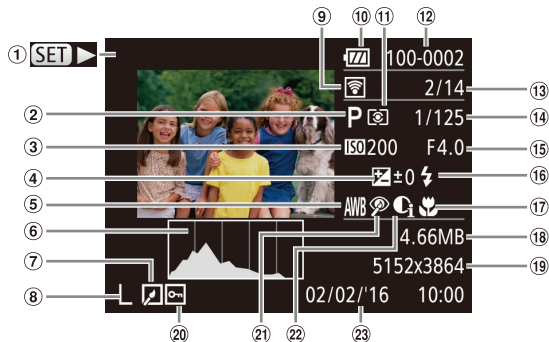 ⑨ ⑩ ⑪ ⑫
① SET 100-0002
2/14 ⑬
② P 1/125 ⑭
③ ISO200 F4.0 ⑮
④ ±0 ⑯
⑤ AWB ⑰
⑥ 4.66MB ⑱
⑦ 5152x3864 ⑲
⑧ L 02/02/'16 10:00
⑳ ㉑ ㉒ ㉓